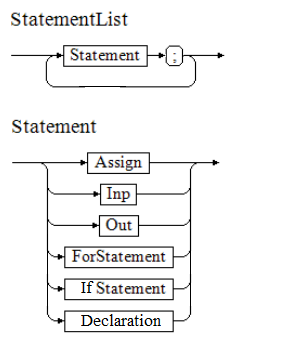 StatementList
Statement ;
Statement
Assign
Inp
Out
ForStatement
If Statement
Declaration